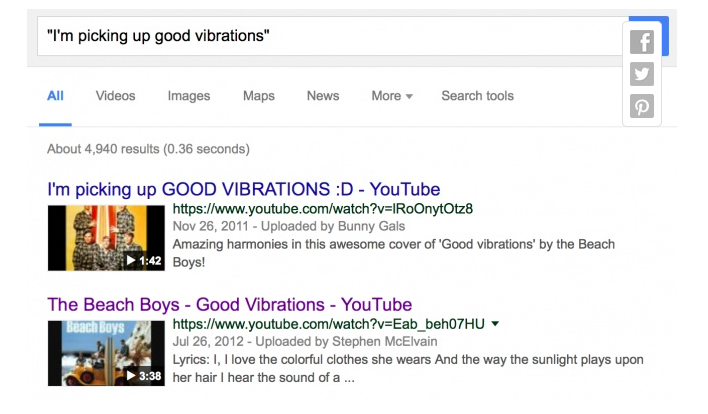 "I'm picking up good vibrations"
All Videos Images Maps News More Search tools
About 4,940 results (0.36 seconds)
I'm picking up GOOD VIBRATIONS :D - YouTube
https://www.youtube.com/watch?v=lRoOnytOtz8
Nov 26, 2011 - Uploaded by Bunny Gals
Amazing harmonies in this awesome cover of 'Good vibrations' by the Beach
Boys!
1:42
The Beach Boys - Good Vibrations - YouTube
https://www.youtube.com/watch?v=Eab_beh07HU
Jul 26, 2012 - Uploaded by Stephen McElvain
Lyrics: I, I love the colorful clothes she wears And the way the sunlight plays upon
her hair I hear the sound of a ...
Beach Boys
3:38